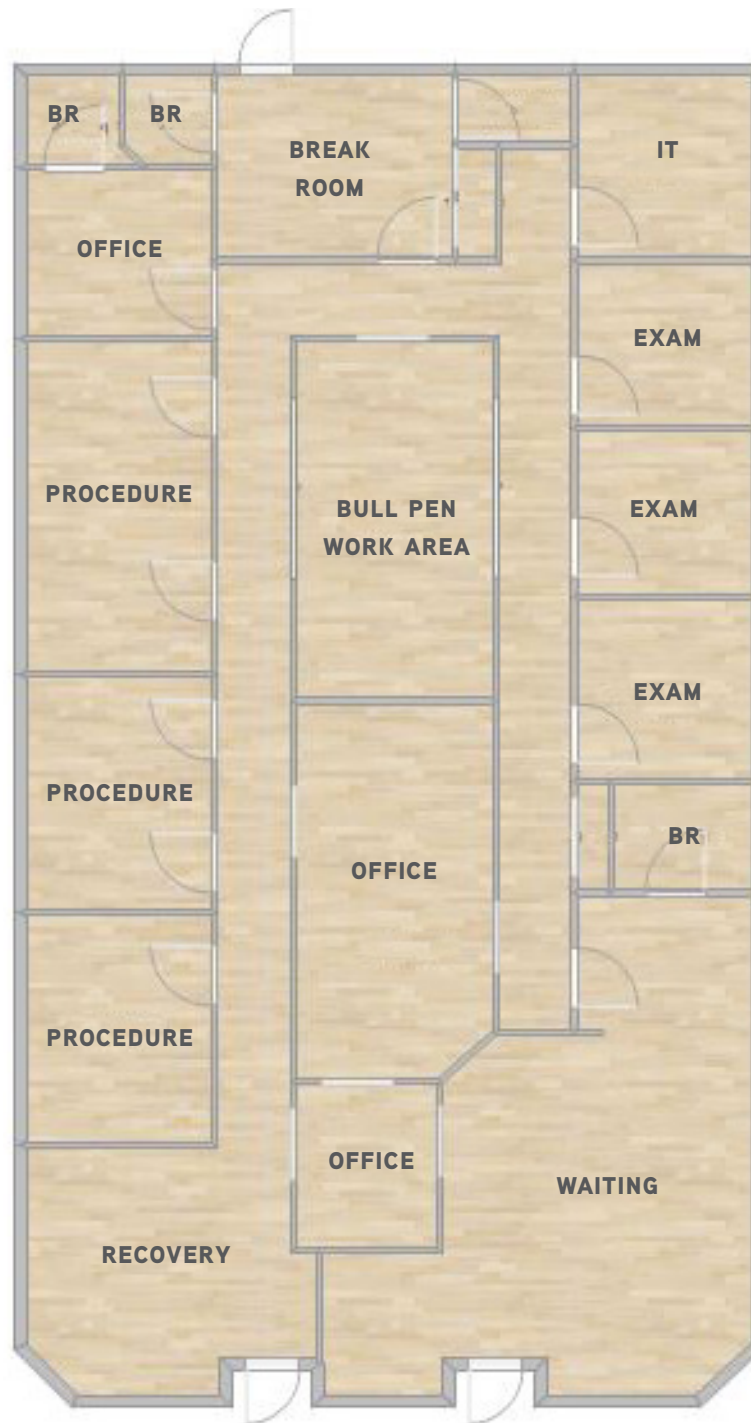 BR
BR
BREAK
ROOM
IT
OFFICE
EXAM
PROCEDURE
BULL PEN
WORK AREA
EXAM
EXAM
PROCEDURE
BR
OFFICE
PROCEDURE
OFFICE
WAITING
RECOVERY